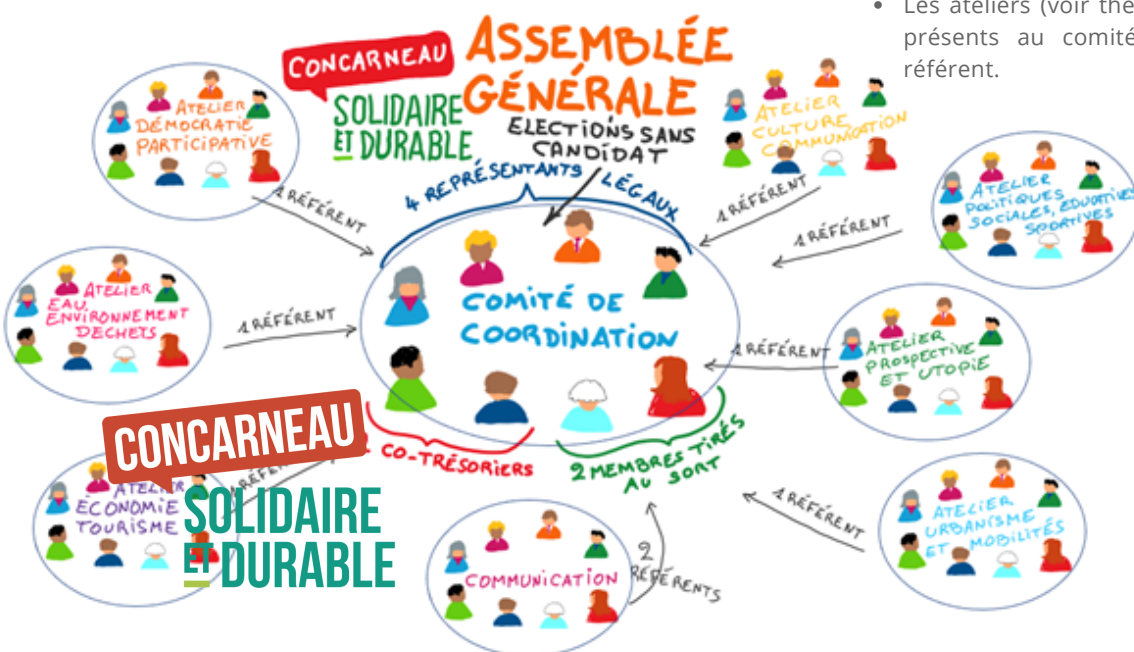 • Les ateliers (voir
présents au comité
référent.
CONCARNEAU
SOLIDAIRE
ET DURABLE
ASSEMBLÉE
GÉNÉRALE
ELECTIONS SANS
CANDIDAT
4 REPRÉSENTANTS LÉGAUX
ATELIER
DÉMOCRATIE
PARTICIPATIVE
1 RÉFÉRENT
ATELIER
CULTURE
COMMUNICATION
1 RÉFÉRENT
ATELIER
POLITIQUES
SOCIALES, EDUCATIVES
SPORTIVES
1 RÉFÉRENT
ATELIER
EAU,
ENVIRONNEMENT
DECHETS
1 RÉFÉRENT
COMITÉ DE
COORDINATION
ATELIER
PROSPECTIVE
ET UTOPIE
1 RÉFÉRENT
CO-TRÉSORIERS
2 MEMBRES TIRÉS
AU SORT
ATELIER
ÉCONOMIE
TOURISME
CONCARNEAU
SOLIDAIRE
ET DURABLE
COMMUNICATION
2
RÉFÉRENTS
ATELIER
URBANISME
ET MOBILITÉS
1 RÉFÉRENT